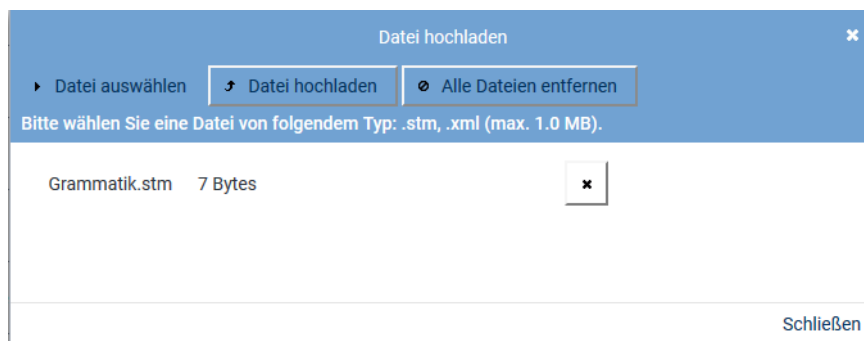 Datei hochladen
Datei auswählen Datei hochladen Alle Dateien entfernen
Bitte wählen Sie eine Datei von folgendem Typ: .stm, .xml (max. 1.0 MB).
Grammatik.stm 7 Bytes
Schließen